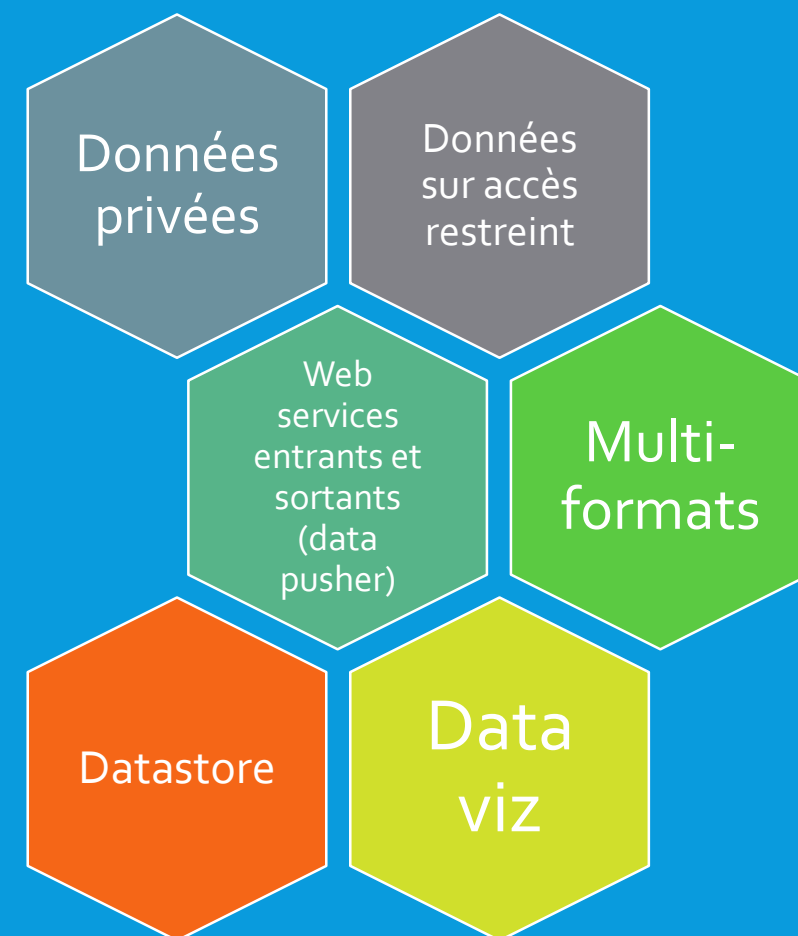 Données
privées
Données
sur accès
restreint
Web
services
entrants et
sortants
(data
pusher)
Multi-
formats
Datastore
Data
viz